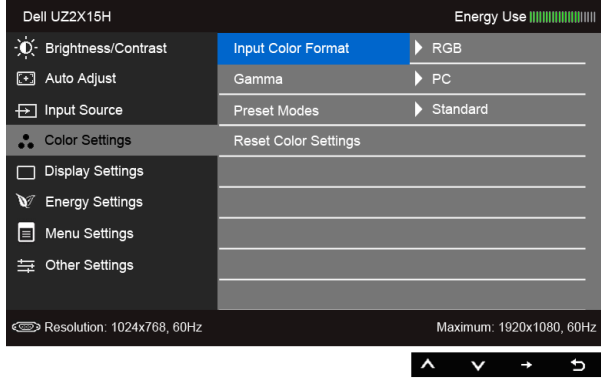 Dell UZ2X15H Energy Use
Brightness/Contrast Input Color Format RGB
Auto Adjust Gamma PC
Input Source Preset Modes Standard
Color Settings Reset Color Settings
Display Settings
Energy Settings
Menu Settings
Other Settings
Resolution: 1024x768, 60Hz Maximum: 1920x1080, 60Hz